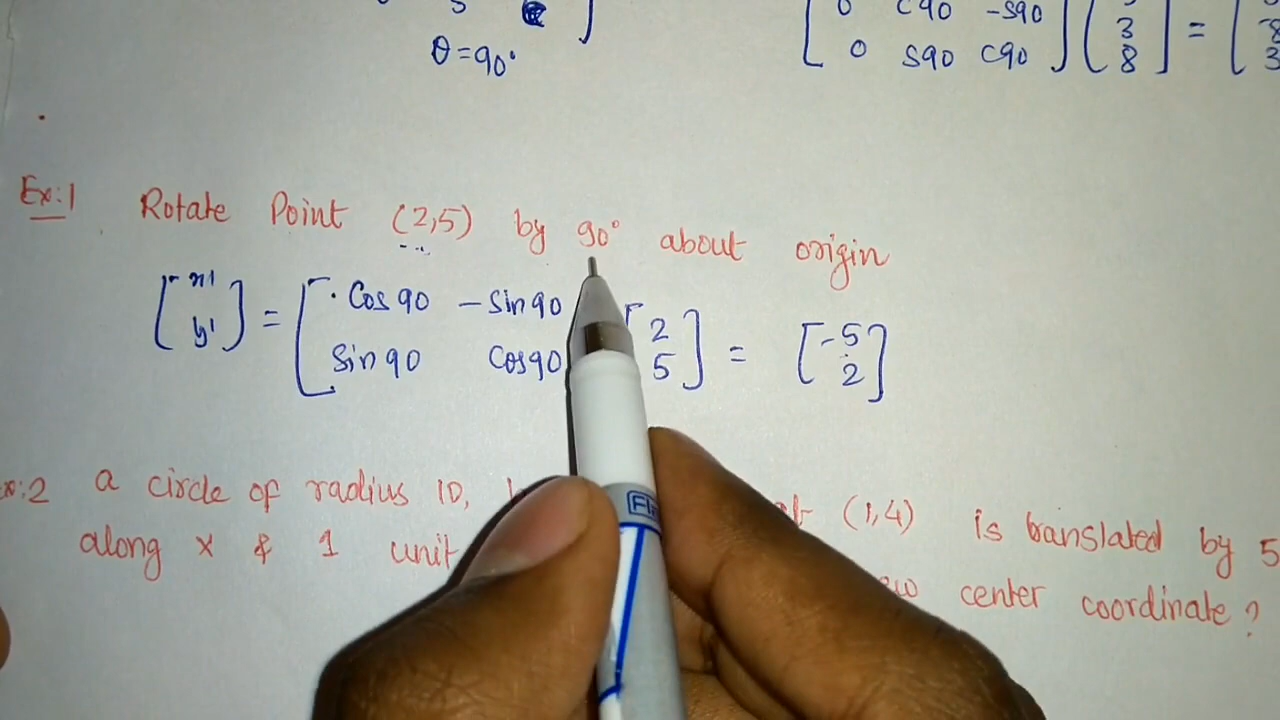 0 C90 -S90 3 = -8
θ=90° 0 S90 C90 8 3
Ex:1 Rotate Point (2,5) by 90° about origin
[x' = [Cos 90 -Sin 90 [2 = [-5
y'] Sin 90 Cos 90 5] 2]
2 a circle of radius 10, (1,4) is translated by 5
along x & 1 unit center coordinate?